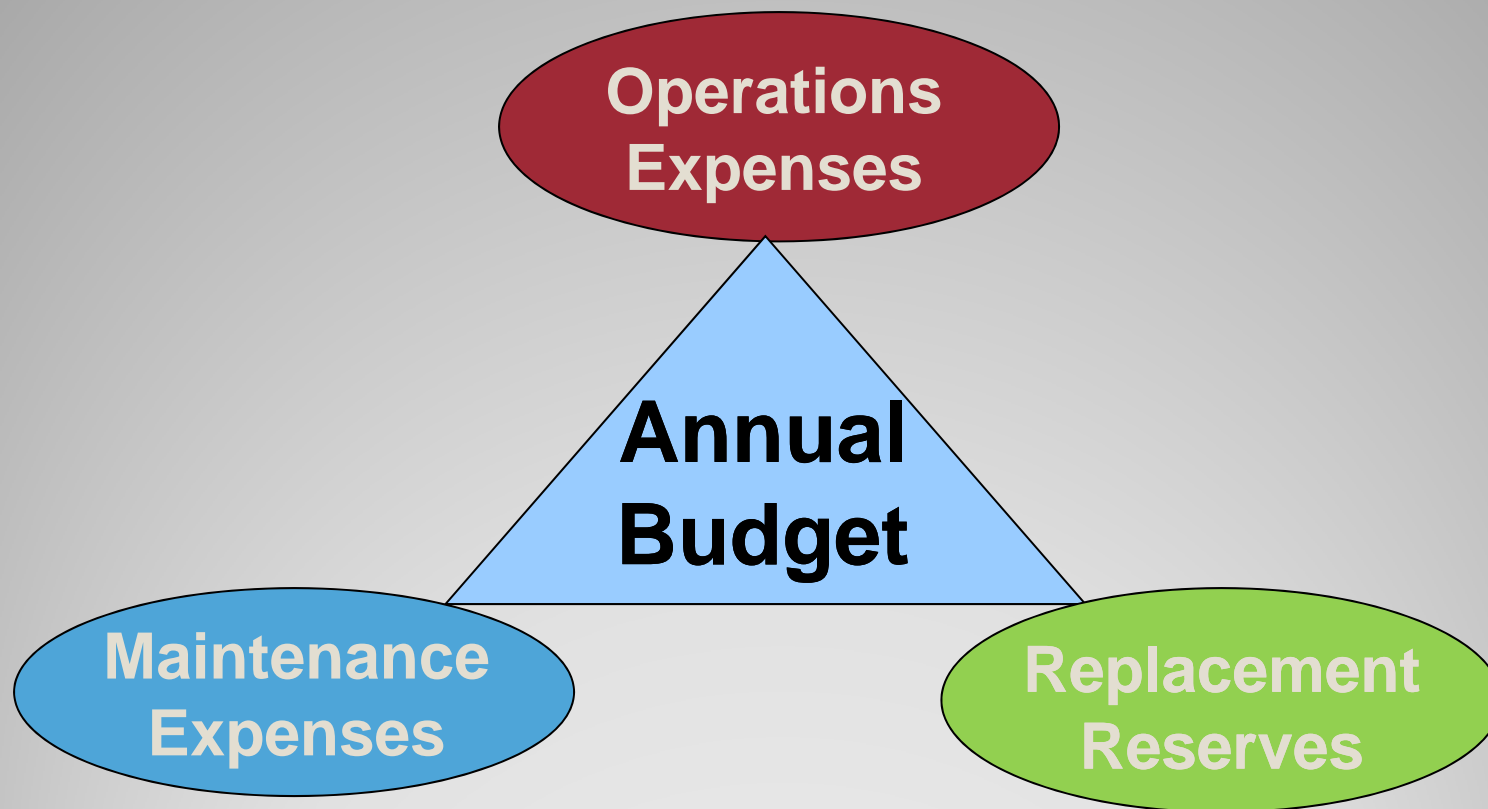 Operations
Expenses
Annual
Budget
Maintenance
Expenses
Replacement
Reserves